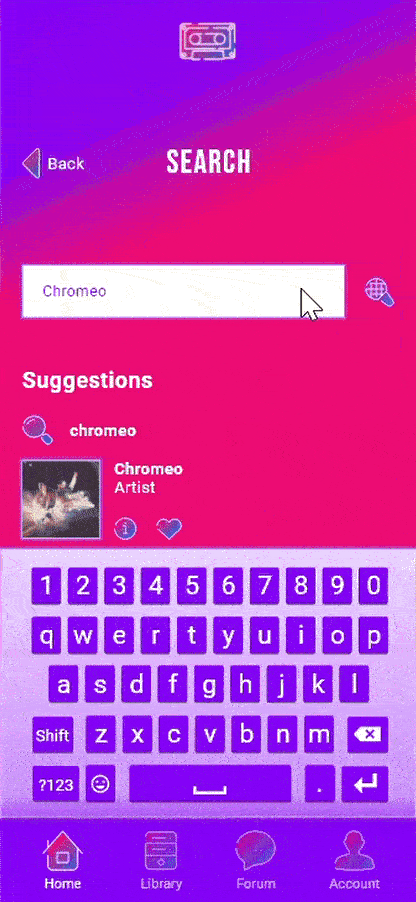 Back
SEARCH
Chromeo
Suggestions
chromeo
Chromeo
Artist
i
1 2 3 4 5 6 7 8 9 0
q w e r t y u i o p
a s d f g h j k l
Shift z x c v b n m
?123 .
Home Library Forum Account